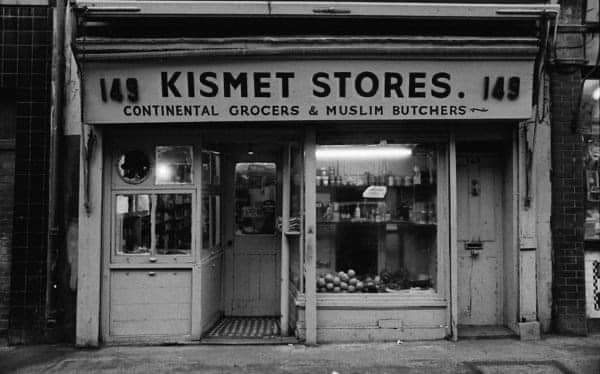 149 KISMET STORES. 149
CONTINENTAL GROCERS & MUSLIM BUTCHERS